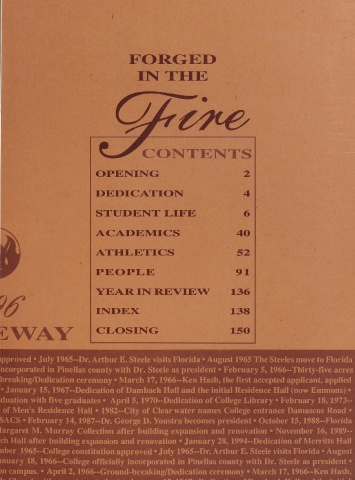 FORGED
IN THE
Fire
CONTENTS
OPENING 2
DEDICATION 4
STUDENT LIFE 6
ACADEMICS 40
ATHLETICS 52
PEOPLE 91
YEAR IN REVIEW 136
INDEX 138
CLOSING 150
96
EWAY
approved • July 1965--Dr. Arthur E. Steele visits Florida • August 1965 The Steeles move to Florida
ncorporated in Pinellas county with Dr. Steele as president • February 5, 1966--Thirty-five acres
breaking/Dedication ceremony • March 17, 1966--Ken Hash, the first accepted applicant, applied
• January 15, 1967--Dedication of Dambach Hall and the initial Residence Hall (now Emmons) •
duation with five graduates • April 5, 1970--Dedication of College Library • February 18, 1973--
of Men's Residence Hall • 1982--City of Clearwater names College entrance Damascus Road •
SACS • February 14, 1987--Dr. George D. Youstra becomes president • October 15, 1988--Florida
Margaret M. Murray Collection after building expansion and renovation • November 16, 1989--
ch Hall after building expansion and renovation • January 28, 1994--Dedication of Merritts Hall
mber 1965--College constitution approved • July 1965--Dr. Arthur E. Steele visits Florida • August
nuary 18, 1966--College officially incorporated in Pinellas county with Dr. Steele as president •
on campus. • April 2, 1966--Ground-breaking/Dedication ceremony • March 17, 1966--Ken Hash,